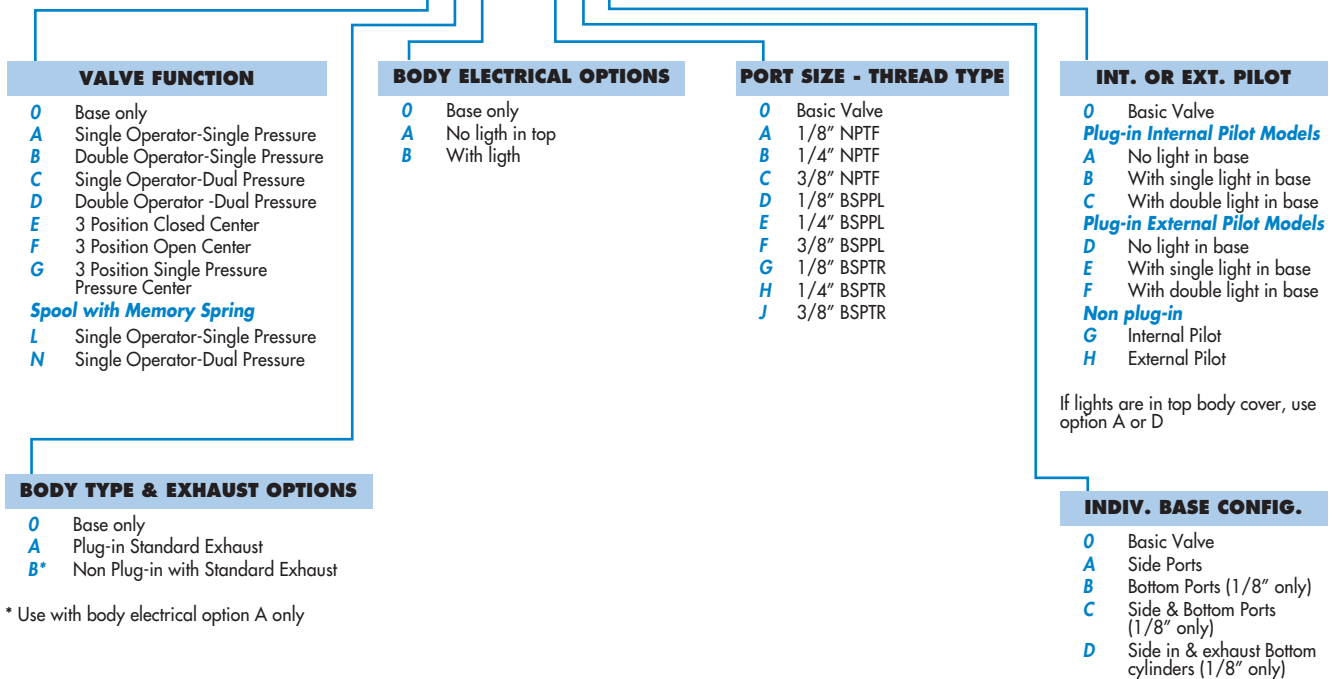 VALVE FUNCTION
0 Base only
A Single Operator-Single Pressure
B Double Operator-Single Pressure
C Single Operator-Dual Pressure
D Double Operator -Dual Pressure
E 3 Position Closed Center
F 3 Position Open Center
G 3 Position Single Pressure
Pressure Center
Spool with Memory Spring
L Single Operator-Single Pressure
N Single Operator-Dual Pressure
BODY ELECTRICAL OPTIONS
0 Base only
A No ligth in top
B With ligth
PORT SIZE - THREAD TYPE
0 Basic Valve
A 1/8" NPTF
B 1/4" NPTF
C 3/8" NPTF
D 1/8" BSPPL
E 1/4" BSPPL
F 3/8" BSPPL
G 1/8" BSPTR
H 1/4" BSPTR
J 3/8" BSPTR
INT. OR EXT. PILOT
0 Basic Valve
Plug-in Internal Pilot Models
A No light in base
B With single light in base
C With double light in base
Plug-in External Pilot Models
D No light in base
E With single light in base
F With double light in base
Non plug-in
G Internal Pilot
H External Pilot
If lights are in top body cover, use
option A or D
BODY TYPE & EXHAUST OPTIONS
0 Base only
A Plug-in Standard Exhaust
B* Non Plug-in with Standard Exhaust
* Use with body electrical option A only
INDIV. BASE CONFIG.
0 Basic Valve
A Side Ports
B Bottom Ports (1/8" only)
C Side & Bottom Ports
(1/8" only)
D Side in & exhaust Bottom
cylinders (1/8" only)